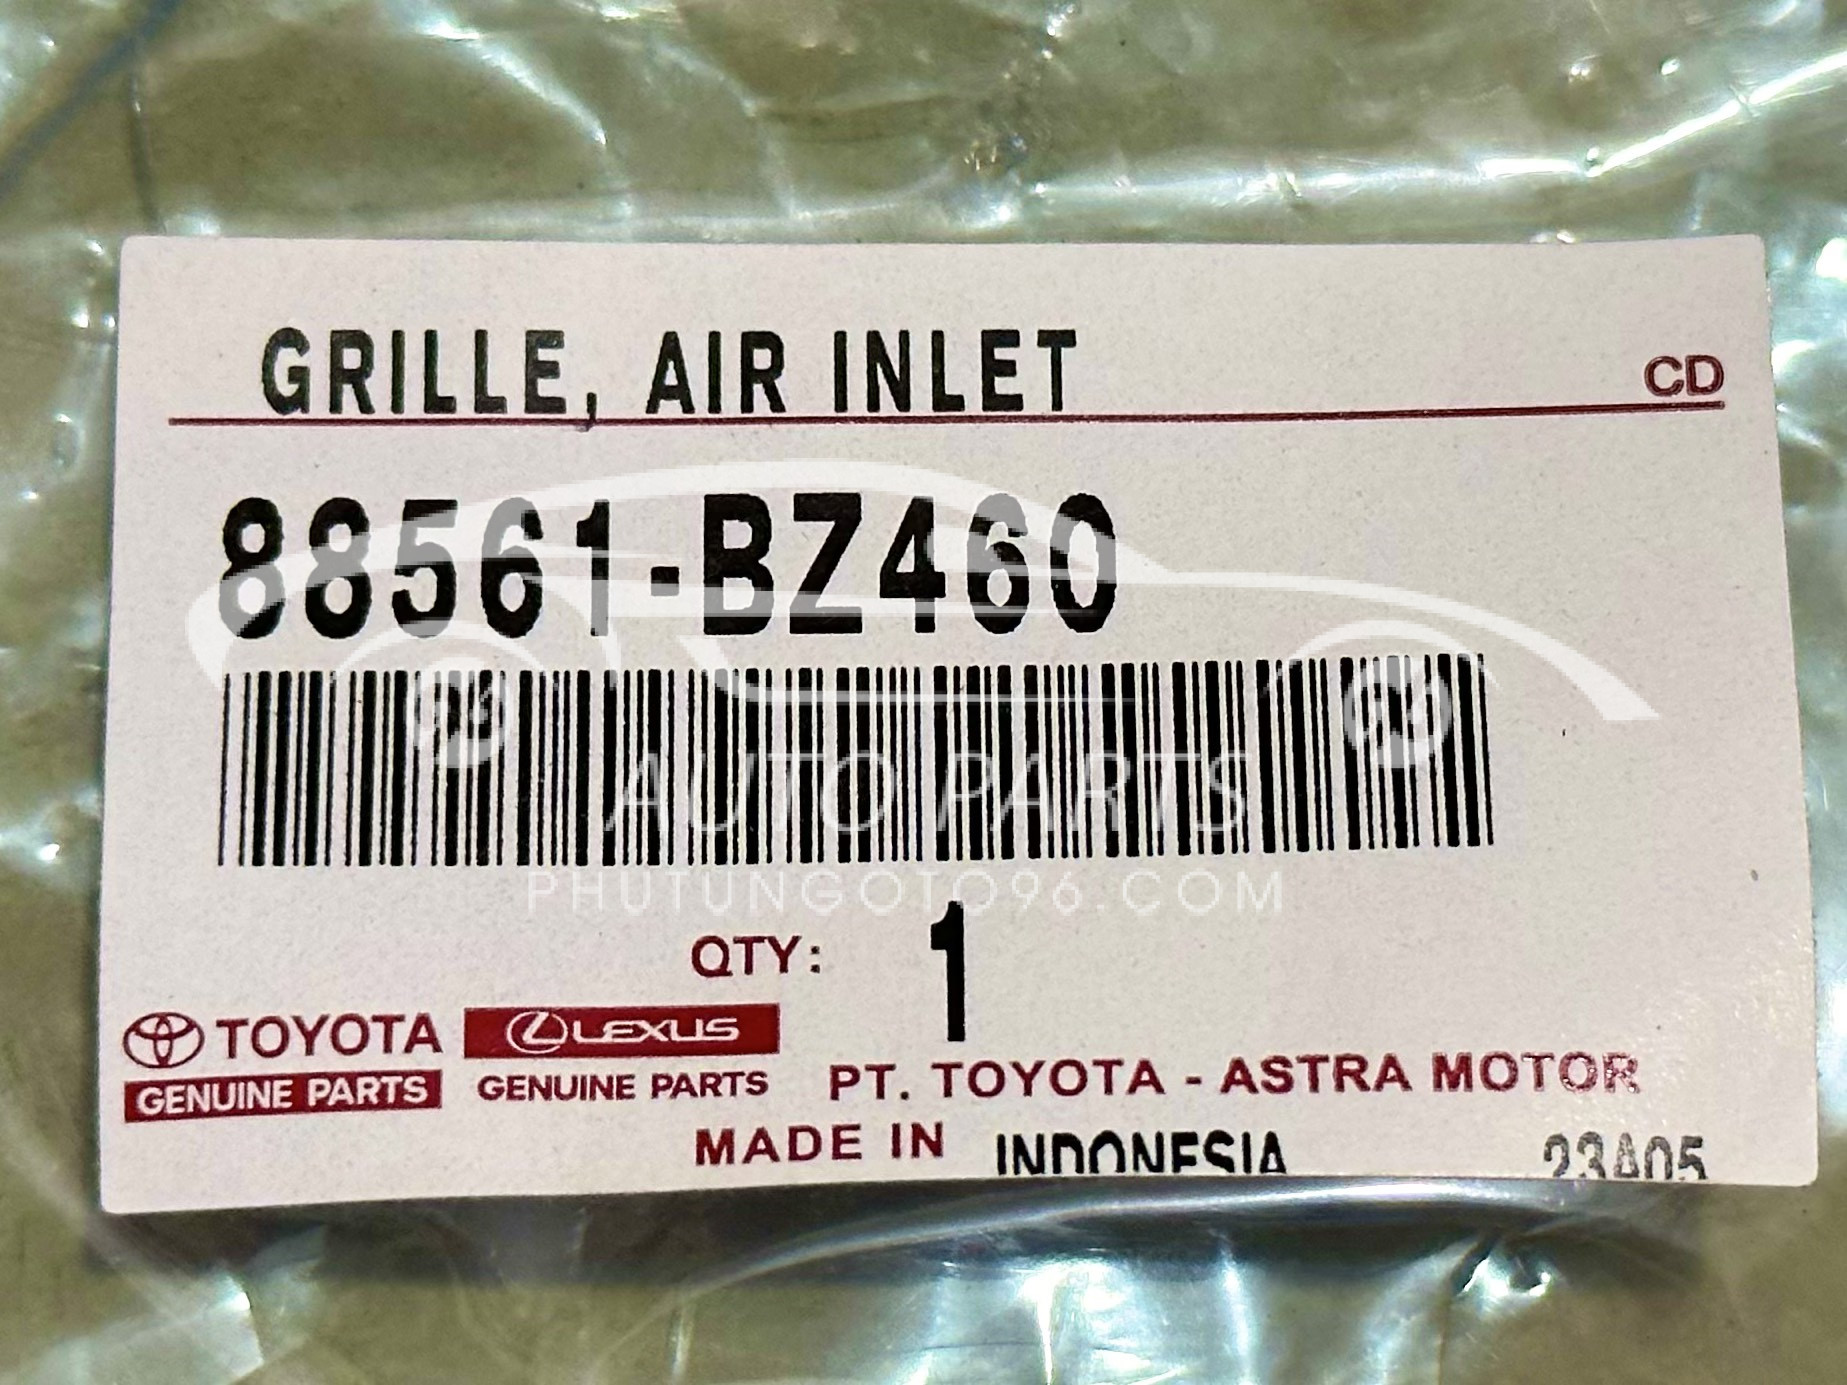 GRILLE, AIR INLET
CD
88561-BZ460
AUTO PARTS
PHUTUNGOTO96.COM
QTY: 1
TOYOTA LEXUS
GENUINE PARTS GENUINE PARTS PT. TOYOTA - ASTRA MOTOR
MADE IN INDONESIA 23A05